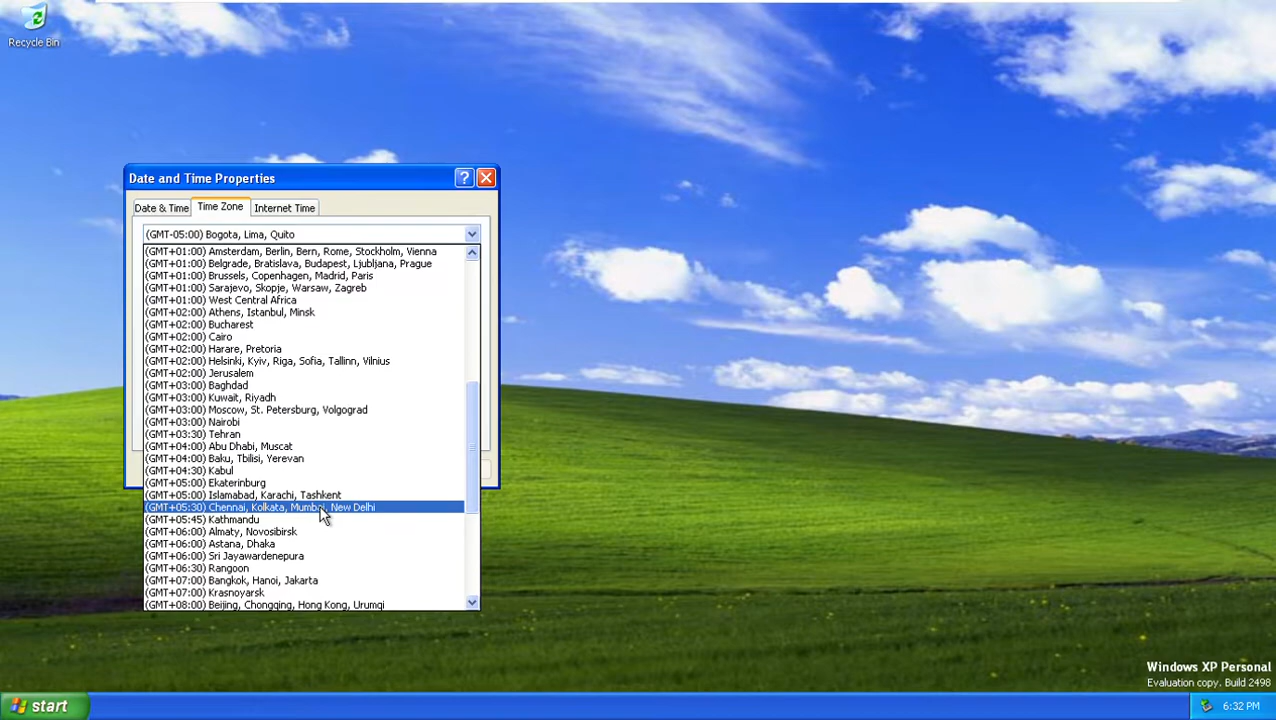 Recycle Bin
Date and Time Properties
Date & Time
Time Zone
Internet Time
(GMT-05:00) Bogota, Lima, Quito
(GMT+01:00) Amsterdam, Berlin, Bern, Rome, Stockholm, Vienna
(GMT+01:00) Belgrade, Bratislava, Budapest, Ljubljana, Prague
(GMT+01:00) Brussels, Copenhagen, Madrid, Paris
(GMT+01:00) Sarajevo, Skopje, Warsaw, Zagreb
(GMT+01:00) West Central Africa
(GMT+02:00) Athens, Istanbul, Minsk
(GMT+02:00) Bucharest
(GMT+02:00) Cairo
(GMT+02:00) Harare, Pretoria
(GMT+02:00) Helsinki, Kyiv, Riga, Sofia, Tallinn, Vilnius
(GMT+02:00) Jerusalem
(GMT+03:00) Baghdad
(GMT+03:00) Kuwait, Riyadh
(GMT+03:00) Moscow, St. Petersburg, Volgograd
(GMT+03:00) Nairobi
(GMT+03:30) Tehran
(GMT+04:00) Abu Dhabi, Muscat
(GMT+04:00) Baku, Tbilisi, Yerevan
(GMT+04:30) Kabul
(GMT+05:00) Ekaterinburg
(GMT+05:00) Islamabad, Karachi, Tashkent
(GMT+05:30) Chennai, Kolkata, Mumbai, New Delhi
(GMT+05:45) Kathmandu
(GMT+06:00) Almaty, Novosibirsk
(GMT+06:00) Astana, Dhaka
(GMT+06:00) Sri Jayawardenepura
(GMT+06:30) Rangoon
(GMT+07:00) Bangkok, Hanoi, Jakarta
(GMT+07:00) Krasnoyarsk
(GMT+08:00) Beijing, Chongqing, Hong Kong, Urumqi
Windows XP Personal
Evaluation copy. Build 2498
start
6:32 PM